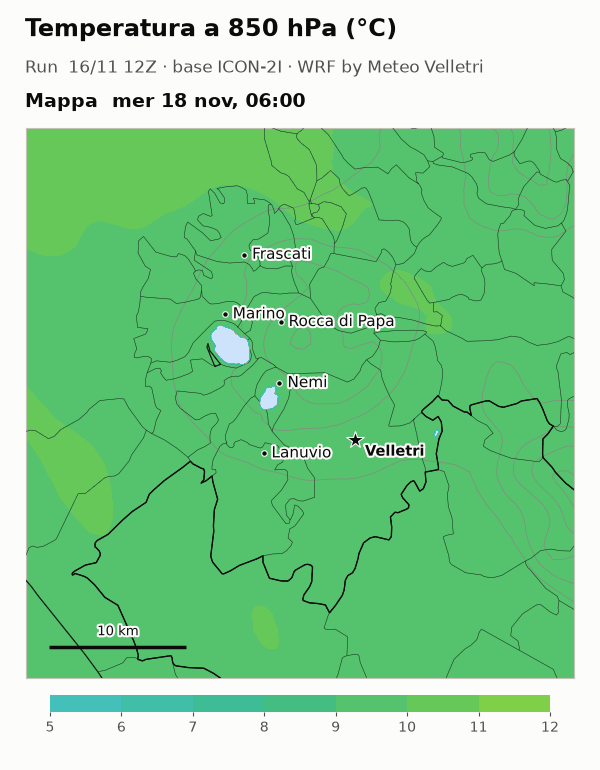 Temperatura a 850 hPa (°C)
Run 16/11 12Z · base ICON-2I · WRF by Meteo Velletri
Mappa mer 18 nov, 06:00
Frascati
Marino
Rocca di Papa
Nemi
Velletri
Lanuvio
10 km
5 6 7 8 9 10 11 12